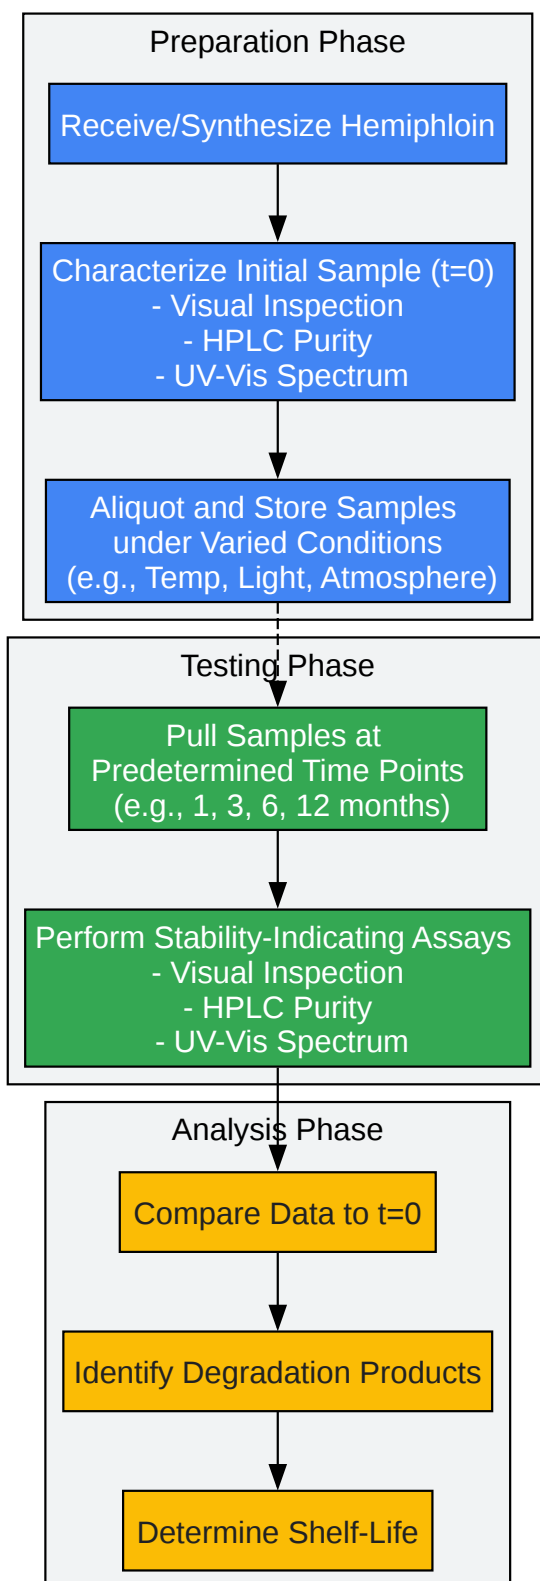 Preparation Phase
Receive/Synthesize Hemiphloin
Characterize Initial Sample (t=0)
- Visual Inspection
- HPLC Purity
- UV-Vis Spectrum
Aliquot and Store Samples
under Varied Conditions
(e.g., Temp, Light, Atmosphere)
Testing Phase
Pull Samples at
Predetermined Time Points
(e.g., 1, 3, 6, 12 months)
Perform Stability-Indicating Assays
- Visual Inspection
- HPLC Purity
- UV-Vis Spectrum
Analysis Phase
Compare Data to t=0
Identify Degradation Products
Determine Shelf-Life